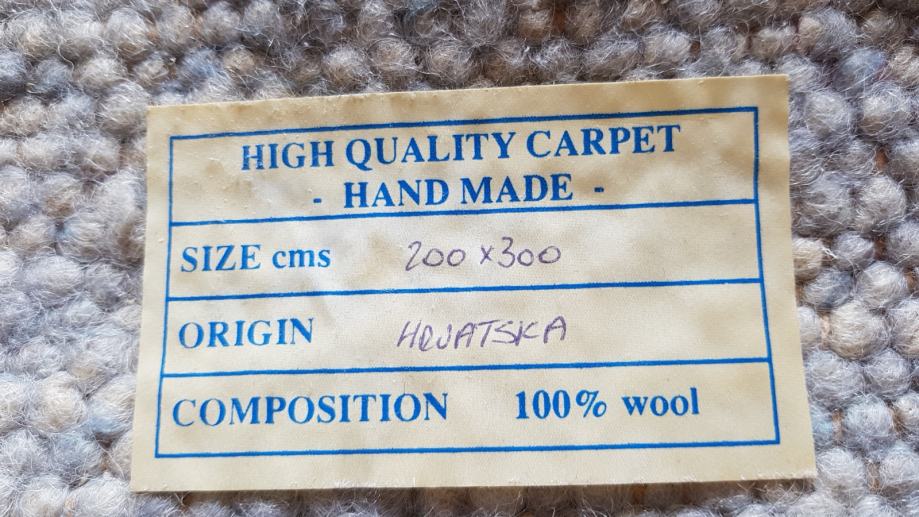 HIGH QUALITY CARPET
- HAND MADE -
SIZE cms 200 x 300
ORIGIN HRVATSKA
COMPOSITION 100% wool